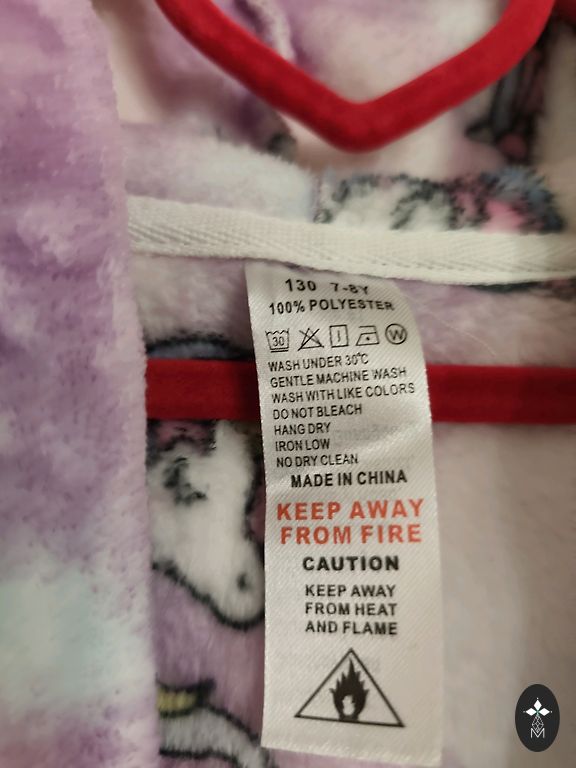 130 7-8Y
100% POLYESTER
30 W
WASH UNDER 30℃
GENTLE MACHINE WASH
WASH WITH LIKE COLORS
DO NOT BLEACH
HANG DRY
IRON LOW
NO DRY CLEAN
MADE IN CHINA
KEEP AWAY
FROM FIRE
CAUTION
KEEP AWAY
FROM HEAT
AND FLAME
M